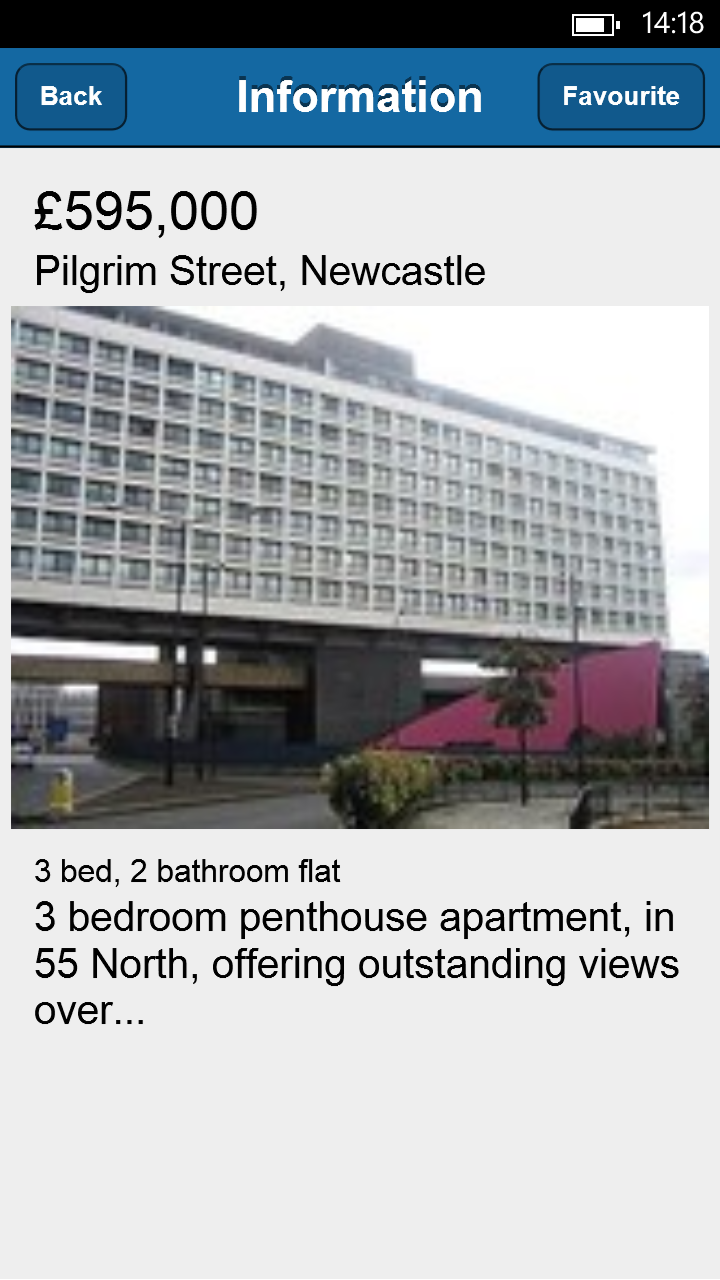 14:18
Back
Information
Favourite
£595,000
Pilgrim Street, Newcastle
3 bed, 2 bathroom flat
3 bedroom penthouse apartment, in
55 North, offering outstanding views
over...